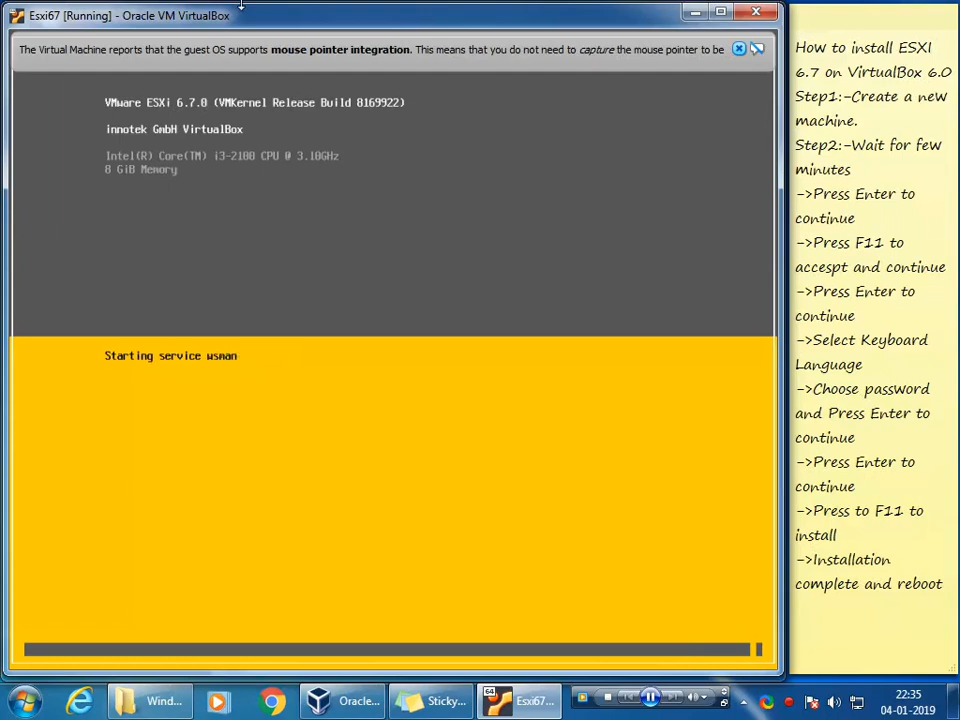 Esxi67 [Running] - Oracle VM VirtualBox
The Virtual Machine reports that the guest OS supports mouse pointer integration. This means that you do not need to capture the mouse pointer to be
VMware ESXi 6.7.0 (VMKernel Release Build 8169922)
innotek GmbH VirtualBox
Intel(R) Core(TM) i3-2100 CPU @ 3.10GHz
8 GiB Memory
Starting service wsman
How to install ESXI
6.7 on VirtualBox 6.0
Step1:-Create a new
machine.
Step2:-Wait for few
minutes
->Press Enter to
continue
->Press F11 to
accespt and continue
->Press Enter to
continue
->Select Keyboard
Language
->Choose password
and Press Enter to
continue
->Press Enter to
continue
->Press to F11 to
install
->Installation
complete and reboot
Wind...
Oracle...
Sticky...
64
Esxi67...
22:35
04-01-2019